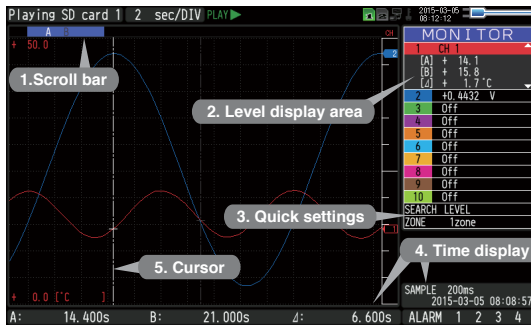 Playing SD card 1 2 sec/DIV PLAY
2015-03-05
08:12:12
A B
CH
+ 50.0
2
MONITOR
1 CH 1
[A] + 14.1
[B] + 15.8
[⊿] + 1.7°C
2 +0.4432 V
3 Off
4 Off
5 Off
6 Off
7 Off
8 Off
9 Off
10 Off
SEARCH LEVEL
ZONE 1zone
1.Scroll bar
2. Level display area
3. Quick settings
4. Time display
5. Cursor
1
+ 0.0 [°C ]
SAMPLE 200ms
2015-03-05 08:08:57
A: 14.400s B: 21.000s ⊿: 6.600s
ALARM 1 2 3 4